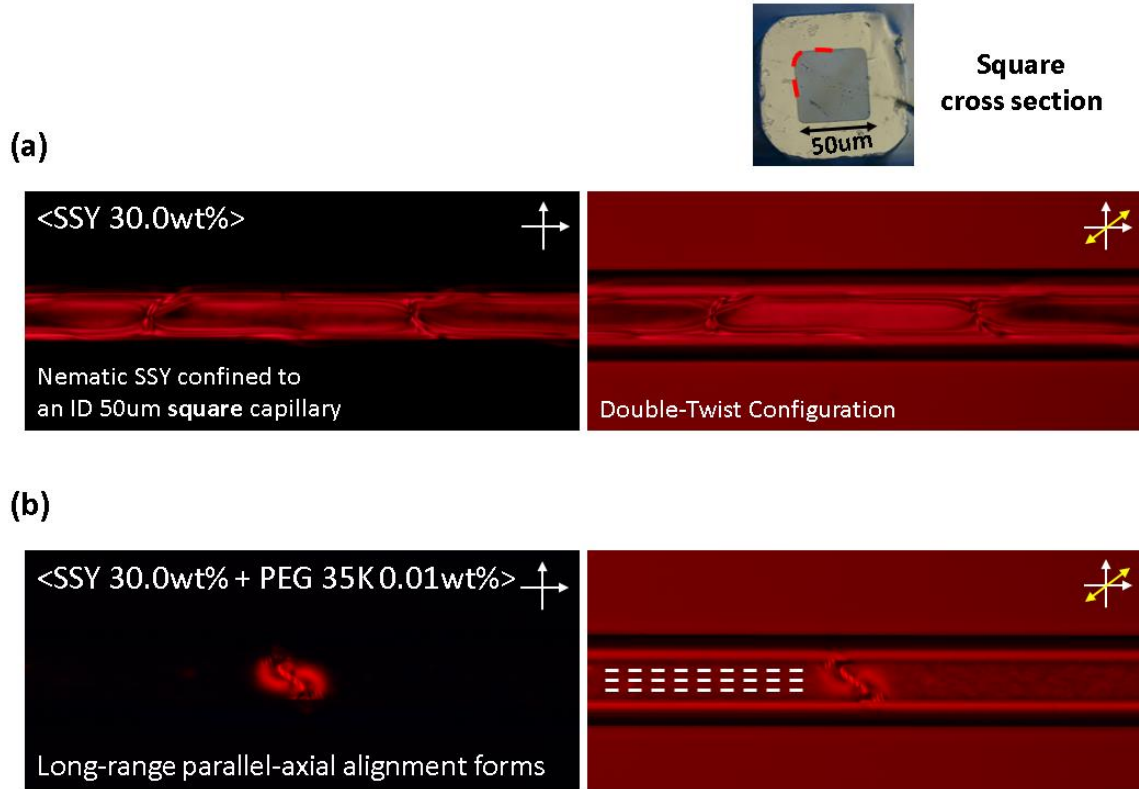 Square
cross section
50um
(a)
<SSY 30.0wt%>
Nematic SSY confined to
an ID 50um square capillary
Double-Twist Configuration
(b)
<SSY 30.0wt% + PEG 35K 0.01wt%>
Long-range parallel-axial alignment forms